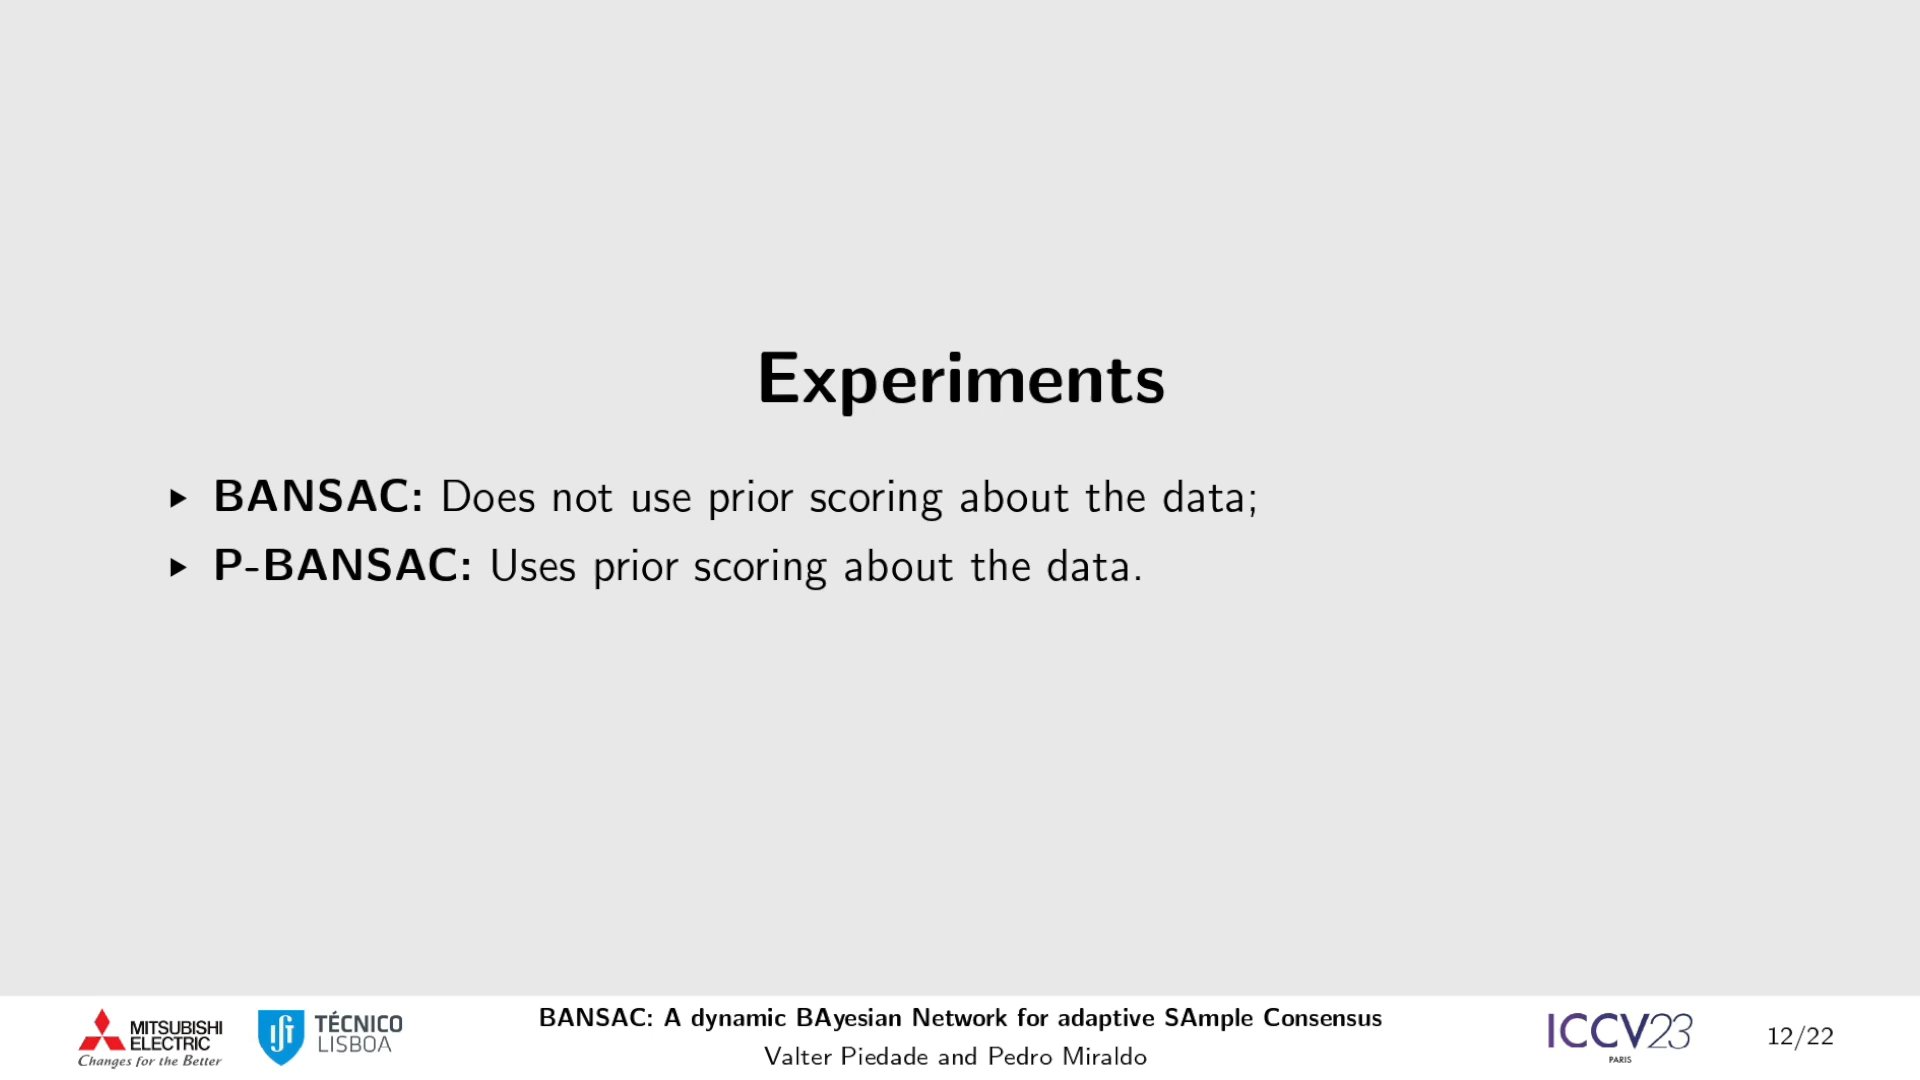 Experiments
▸ BANSAC: Does not use prior scoring about the data;
▸ P-BANSAC: Uses prior scoring about the data.
MITSUBISHI
ELECTRIC
Changes for the Better
TÉCNICO
LISBOA
BANSAC: A dynamic BAyesian Network for adaptive SAmple Consensus
Valter Piedade and Pedro Miraldo
ICCV23
PARIS
12/22